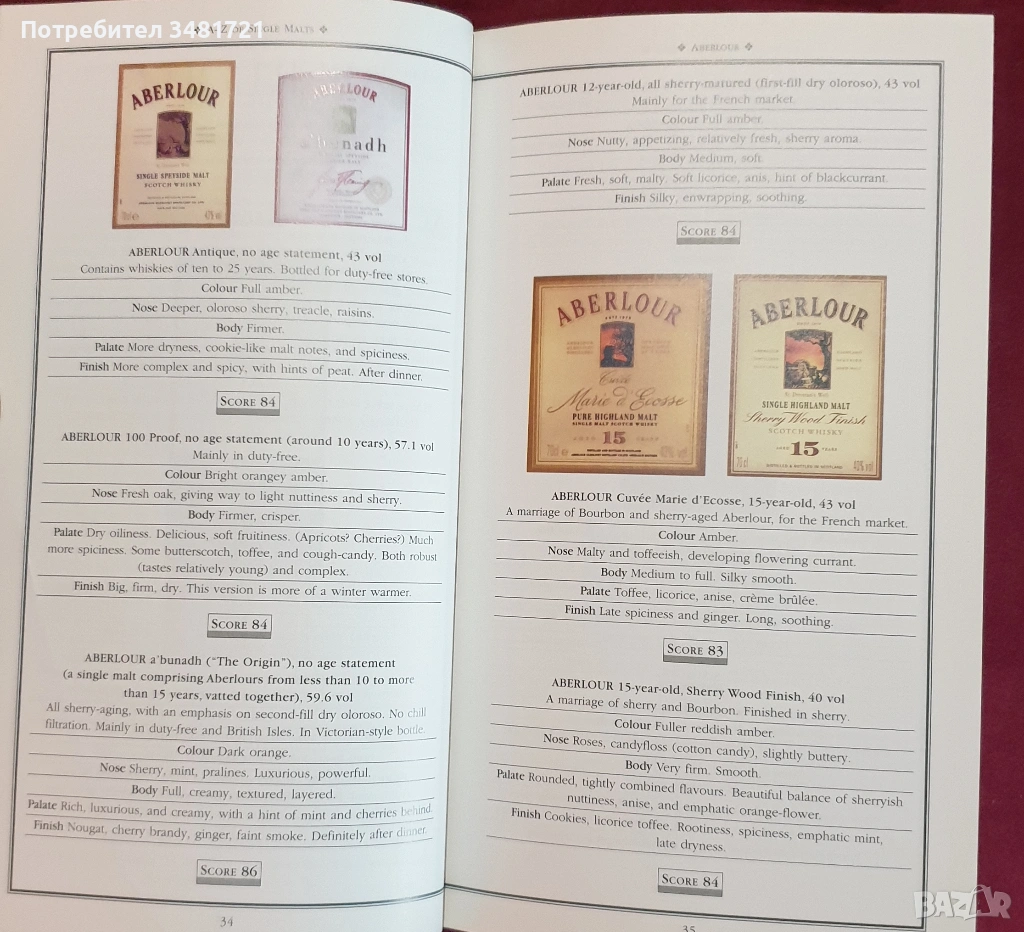 Потребител 3481721
❖ A–Z OF SINGLE MALTS ❖
ABERLOUR
SINGLE SPEYSIDE MALT
SCOTCH WHISKY
ABERLOUR
a'bunadh
ABERLOUR Antique, no age statement, 43 vol
Contains whiskies of ten to 25 years. Bottled for duty-free stores.
Colour Full amber.
Nose Deeper, oloroso sherry, treacle, raisins.
Body Firmer.
Palate More dryness, cookie-like malt notes, and spiciness.
Finish More complex and spicy, with hints of peat. After dinner.
SCORE 84
ABERLOUR 100 Proof, no age statement (around 10 years), 57.1 vol
Mainly in duty-free.
Colour Bright orangey amber.
Nose Fresh oak, giving way to light nuttiness and sherry.
Body Firmer, crisper.
Palate Dry oiliness. Delicious, soft fruitiness. (Apricots? Cherries?) Much
more spiciness. Some butterscotch, toffee, and cough-candy. Both robust
(tastes relatively young) and complex.
Finish Big, firm, dry. This version is more of a winter warmer.
SCORE 84
ABERLOUR a'bunadh ("The Origin"), no age statement
(a single malt comprising Aberlours from less than 10 to more
than 15 years, vatted together), 59.6 vol
All sherry-aging, with an emphasis on second-fill dry oloroso. No chill
filtration. Mainly in duty-free and British Isles. In Victorian-style bottle.
Colour Dark orange.
Nose Sherry, mint, pralines. Luxurious, powerful.
Body Full, creamy, textured, layered.
Palate Rich, luxurious, and creamy, with a hint of mint and cherries behind.
Finish Nougat, cherry brandy, ginger, faint smoke. Definitely after dinner.
SCORE 86
34
❖ ABERLOUR ❖
ABERLOUR 12-year-old, all sherry-matured (first-fill dry oloroso), 43 vol
Mainly for the French market.
Colour Full amber.
Nose Nutty, appetizing, relatively fresh, sherry aroma.
Body Medium, soft.
Palate Fresh, soft, malty. Soft licorice, anis, hint of blackcurrant.
Finish Silky, enwrapping, soothing.
SCORE 84
ABERLOUR
Cuvée
Marie d'Ecosse
PURE HIGHLAND MALT
SINGLE MALT SCOTCH WHISKY
AGED 15 YEARS
ABERLOUR
SINGLE HIGHLAND MALT
Sherry Wood Finish
SCOTCH WHISKY
AGED 15 YEARS
70 cl 40% vol
ABERLOUR Cuvée Marie d'Ecosse, 15-year-old, 43 vol
A marriage of Bourbon and sherry-aged Aberlour, for the French market.
Colour Amber.
Nose Malty and toffeeish, developing flowering currant.
Body Medium to full. Silky smooth.
Palate Toffee, licorice, anise, crème brûlée.
Finish Late spiciness and ginger. Long, soothing.
SCORE 83
ABERLOUR 15-year-old, Sherry Wood Finish, 40 vol
A marriage of sherry and Bourbon. Finished in sherry.
Colour Fuller reddish amber.
Nose Roses, candyfloss (cotton candy), slightly buttery.
Body Very firm. Smooth.
Palate Rounded, tightly combined flavours. Beautiful balance of sherryish
nuttiness, anise, and emphatic orange-flower.
Finish Cookies, licorice toffee. Rootiness, spiciness, emphatic mint,
late dryness.
SCORE 84
35
BAZAR